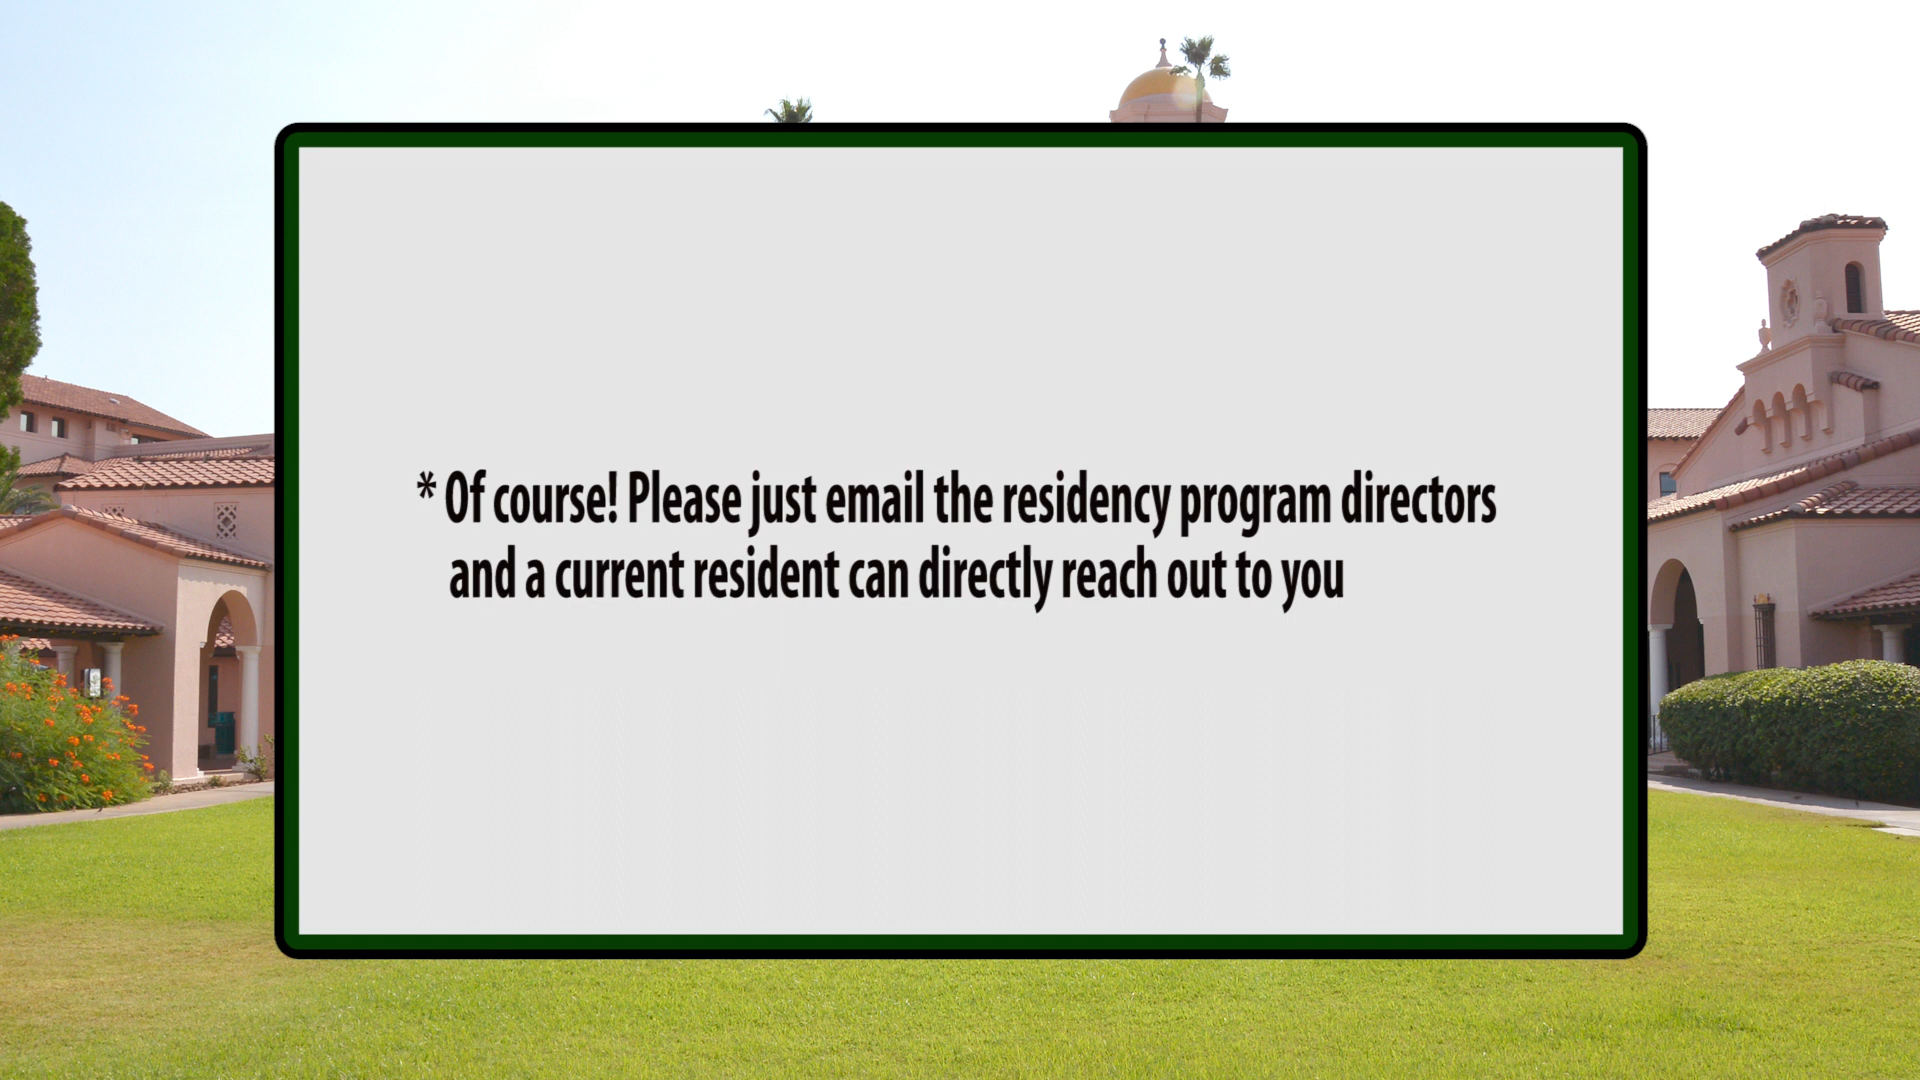 * Of course! Please just email the residency program directors
and a current resident can directly reach out to you